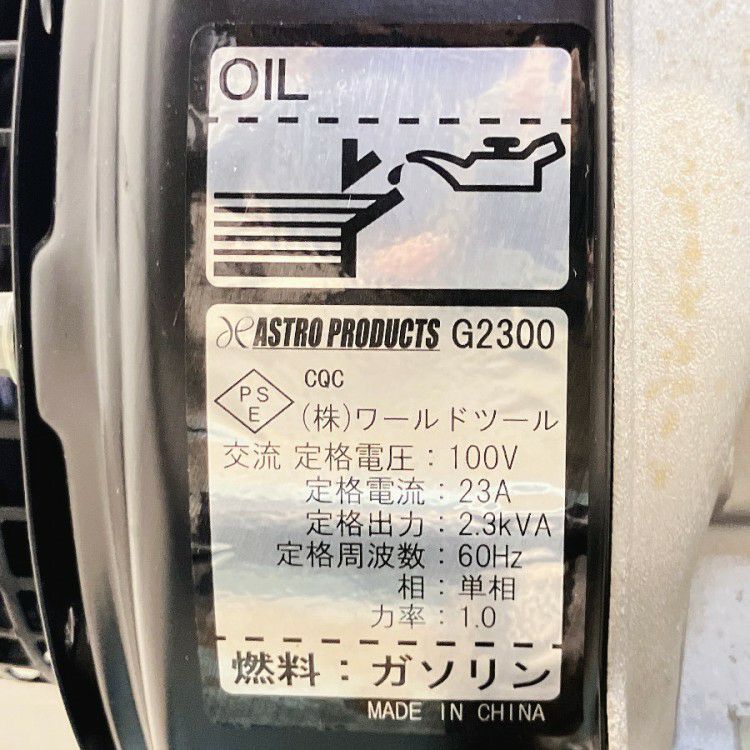 OIL
ASTRO PRODUCTS G2300
PSE
CQC
(株)ワールドツール
交流 定格電圧：100V
定格電流：23A
定格出力：2.3kVA
定格周波数：60Hz
相：単相
力率：1.0
燃料：ガソリン
MADE IN CHINA